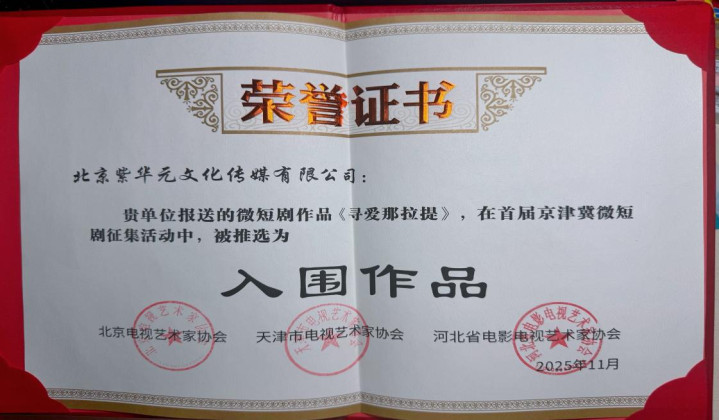 荣誉证书
北京紫华元文化传媒有限公司：
贵单位报送的微短剧作品《寻爱那拉提》，在首届京津冀微短
剧征集活动中，被推选为
入围作品
北京电视艺术家协会 天津市电视艺术家协会 河北省电影电视艺术家协会
2025年11月